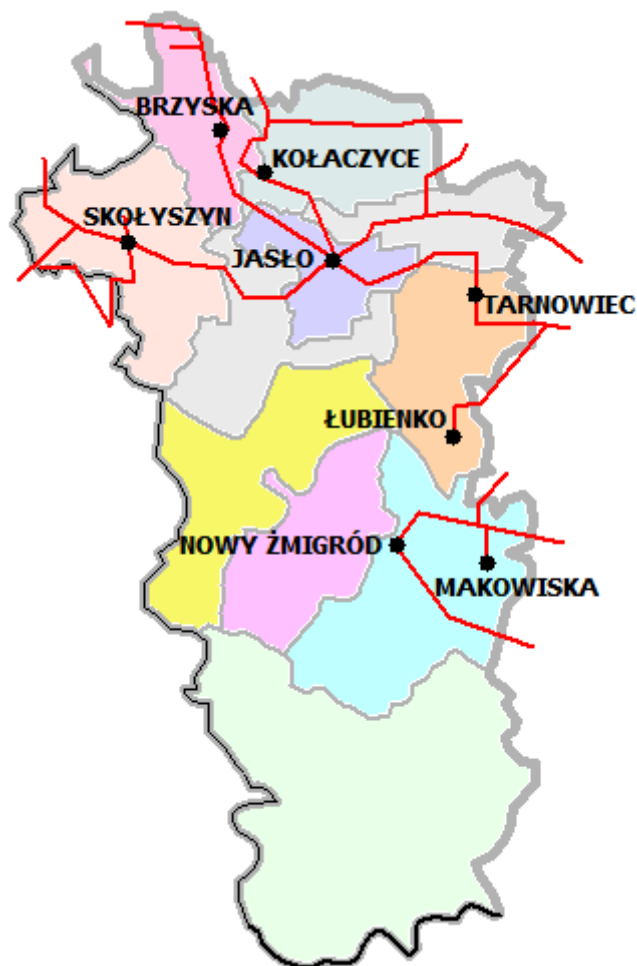 BRZYSKA
KOŁACZYCE
SKOŁYSZYN
JASŁO
TARNOWIEC
ŁUBIENKO
NOWY ŻMIGRÓD
MAKOWISKA